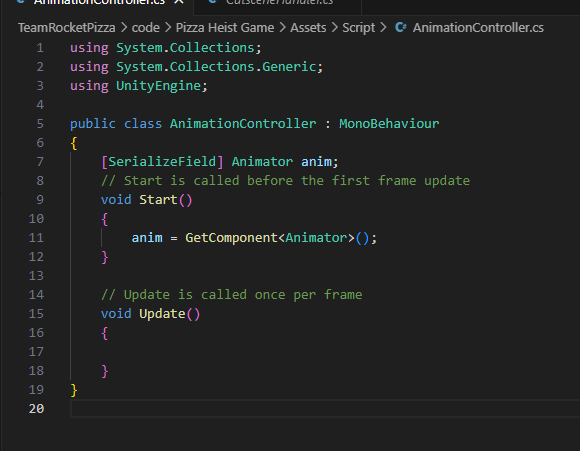 AnimationController.cs CutsceneHandler.cs
TeamRocketPizza > code > Pizza Heist Game > Assets > Script > AnimationController.cs
1 using System.Collections;
2 using System.Collections.Generic;
3 using UnityEngine;
4
5 public class AnimationController : MonoBehaviour
6 {
7 [SerializeField] Animator anim;
8 // Start is called before the first frame update
9 void Start()
10 {
11 anim = GetComponent<Animator>();
12 }
13
14 // Update is called once per frame
15 void Update()
16 {
17
18 }
19 }
20